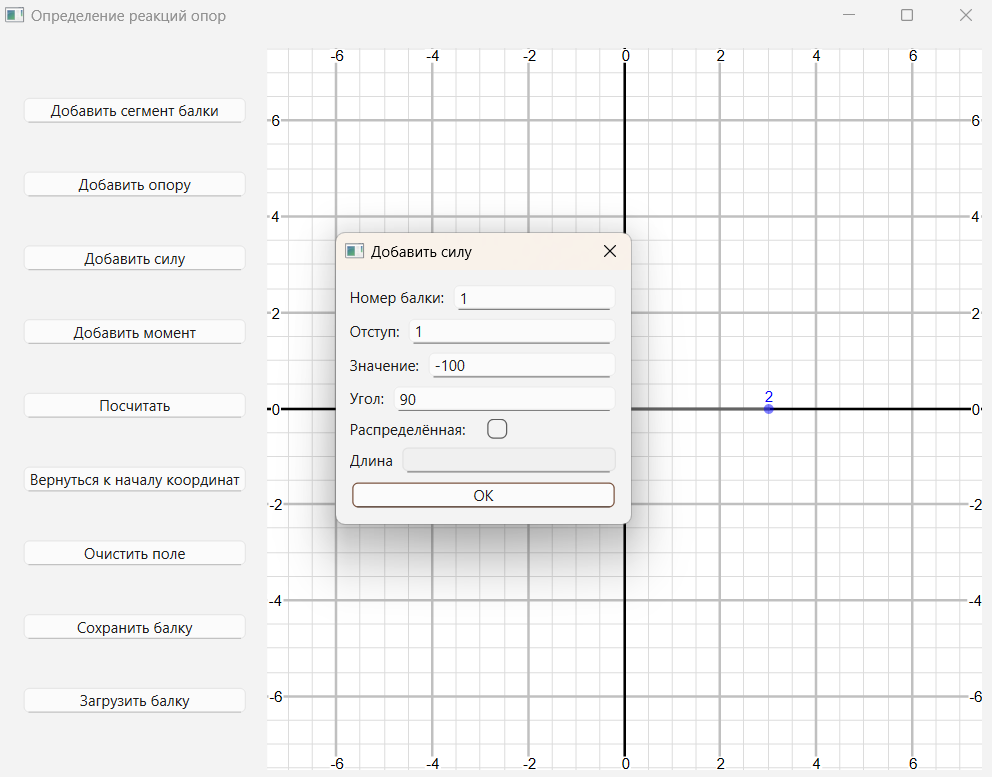 Определение реакций опор
-6 -4 -2 0 2 4 6
Добавить сегмент балки
6 6
Добавить опору
4 4
Добавить силу
Добавить силу
Номер балки: 1
2 2
Добавить момент
Отступ: 1
Значение: -100
Угол: 90
2
Посчитать
0 0
Распределённая:
Длина
Вернуться к началу координат
OK
-2 -2
Очистить поле
-4 -4
Сохранить балку
Загрузить балку
-6 -6
-6 -4 -2 0 2 4 6